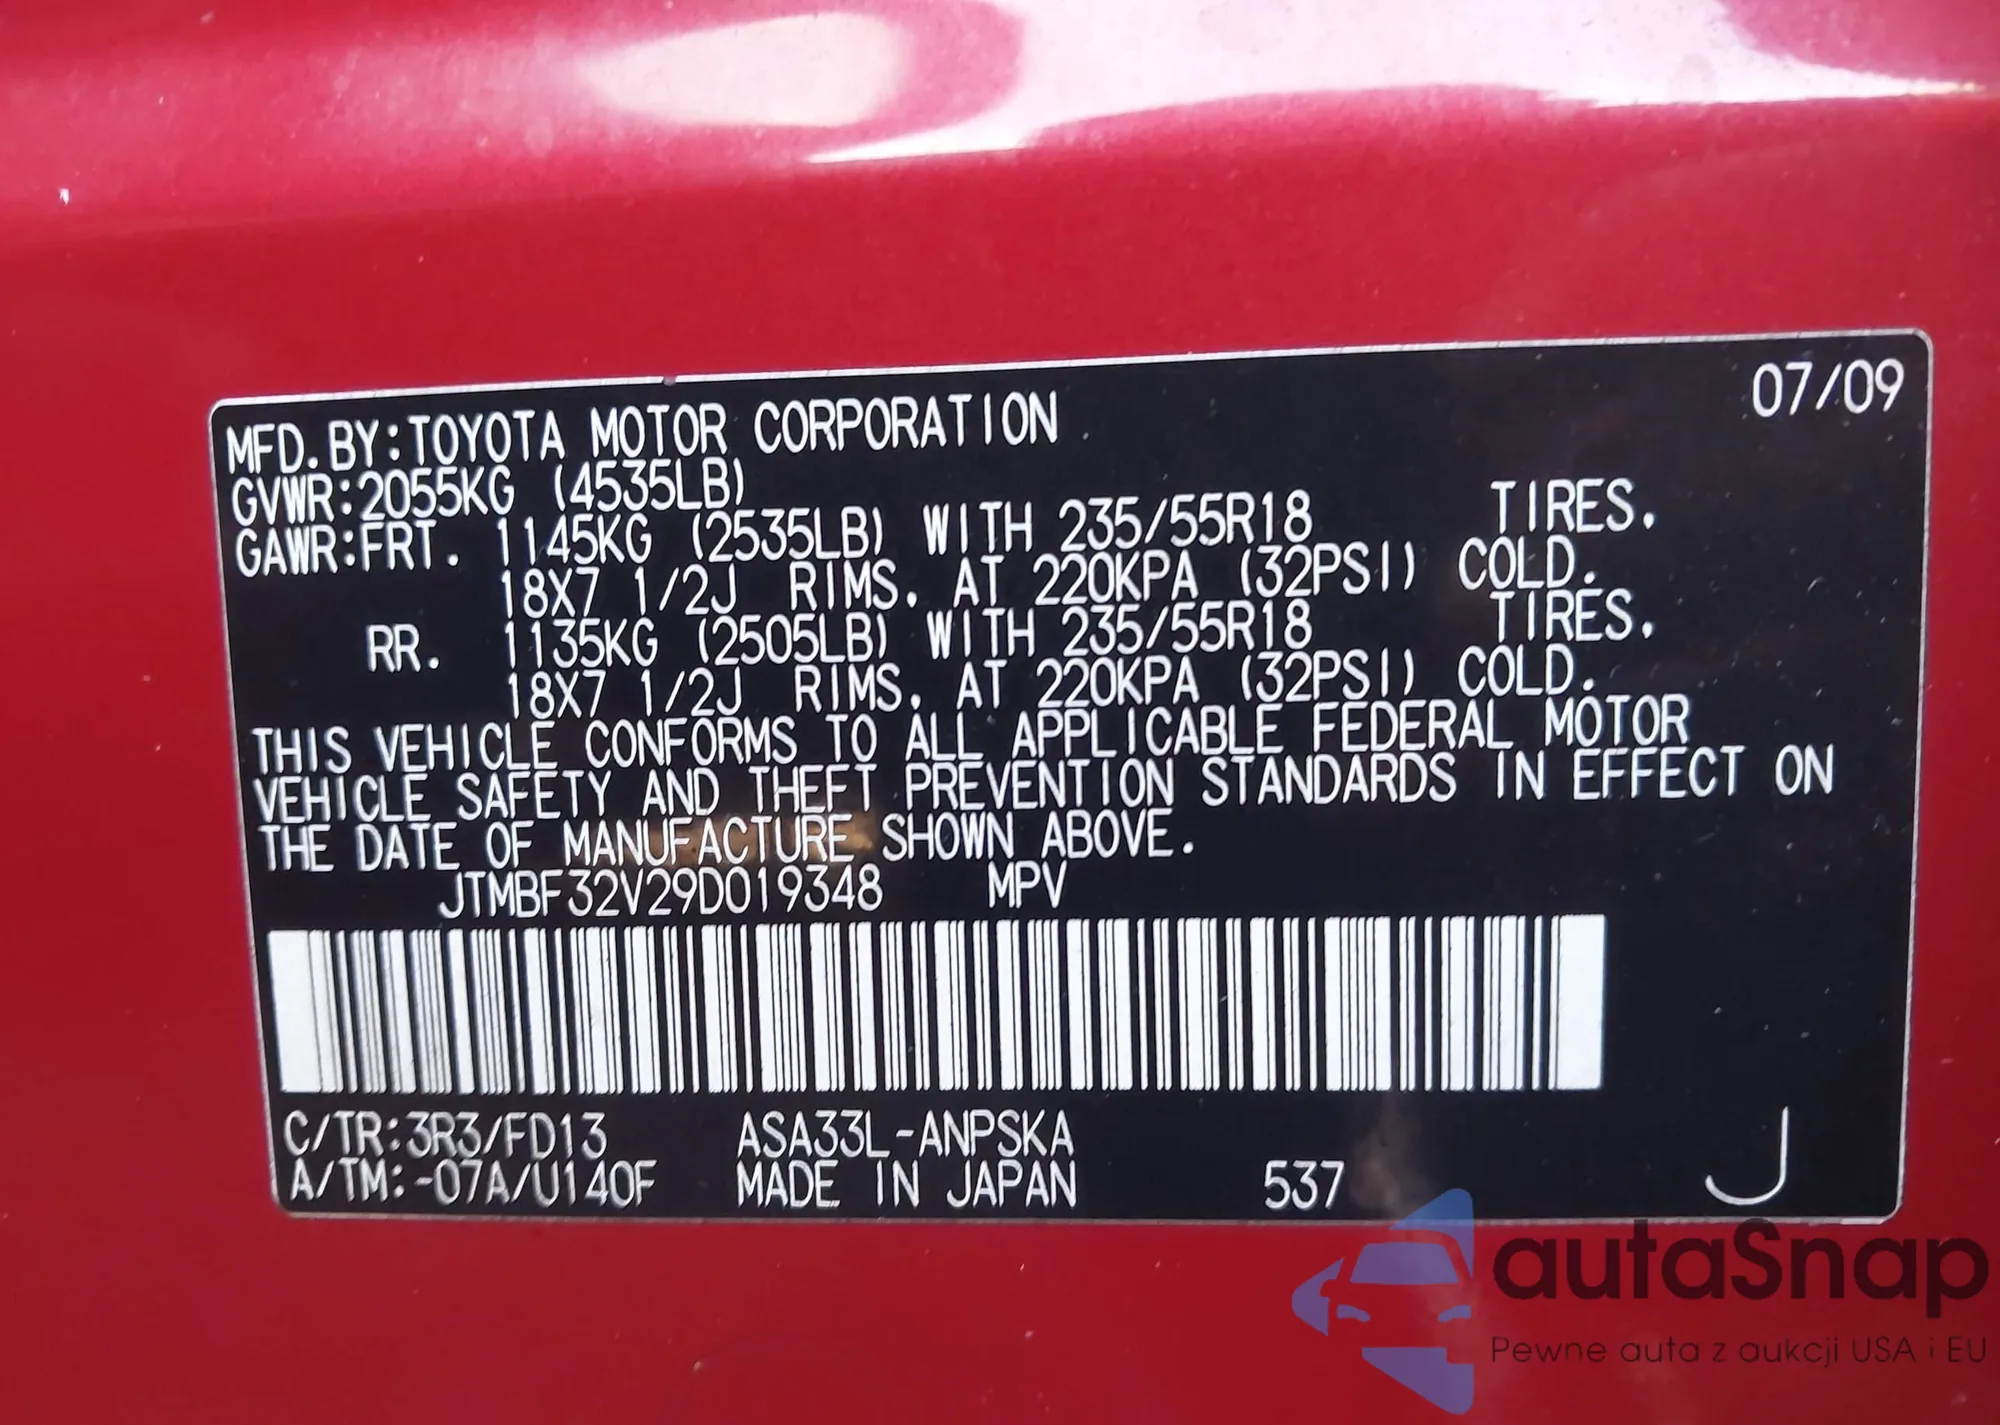 07/09
MFD.BY:TOYOTA MOTOR CORPORATION
GVWR:2055KG (4535LB)
GAWR:FRT. 1145KG (2535LB) WITH 235/55R18 TIRES.
18X7 1/2J RIMS, AT 220KPA (32PSI) COLD.
RR. 1135KG (2505LB) WITH 235/55R18 TIRES,
18X7 1/2J RIMS, AT 220KPA (32PSI) COLD.
THIS VEHICLE CONFORMS TO ALL APPLICABLE FEDERAL MOTOR
VEHICLE SAFETY AND THEFT PREVENTION STANDARDS IN EFFECT ON
THE DATE OF MANUFACTURE SHOWN ABOVE.
JTMBF32V29D019348 MPV
C/TR:3R3/FD13 ASA33L-ANPSKA
A/TM:-07A/U140F MADE IN JAPAN 537 J
autaSnap
Pewne auta z aukcji USA i EU